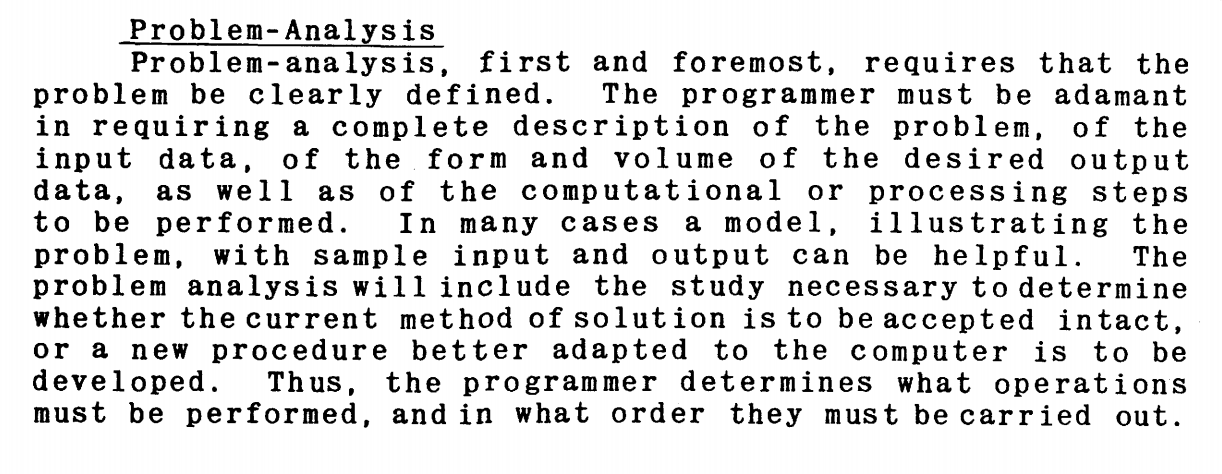 Problem-Analysis
Problem-analysis, first and foremost, requires that the
problem be clearly defined. The programmer must be adamant
in requiring a complete description of the problem, of the
input data, of the form and volume of the desired output
data, as well as of the computational or processing steps
to be performed. In many cases a model, illustrating the
problem, with sample input and output can be helpful. The
problem analysis will include the study necessary to determine
whether the current method of solution is to be accepted intact,
or a new procedure better adapted to the computer is to be
developed. Thus, the programmer determines what operations
must be performed, and in what order they must be carried out.